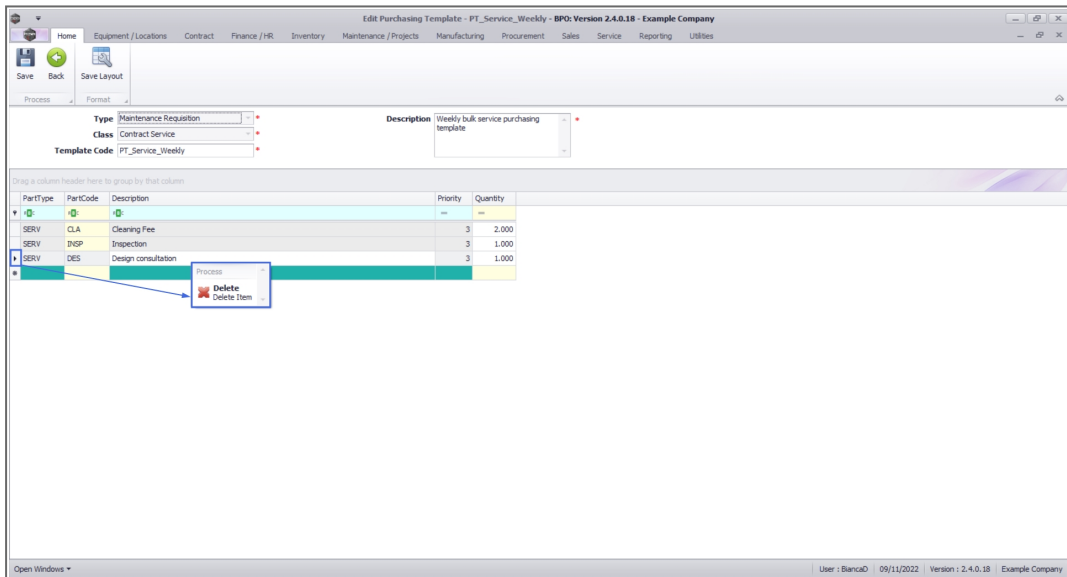 Edit Purchasing Template - PT_Service_Weekly - BPO: Version 2.4.0.18 - Example Company
Home Equipment / Locations Contract Finance / HR Inventory Maintenance / Projects Manufacturing Procurement Sales Service Reporting Utilities
Save Back Save Layout
Process Format
Type Maintenance Requisition * Description Weekly bulk service purchasing *
template
Class Contract Service *
Template Code PT_Service_Weekly *
Drag a column header here to group by that column
PartType PartCode Description Priority Quantity
SERV CLA Cleaning Fee 3 2.000
SERV INSP Inspection 3 1.000
SERV DES Design consultation 3 1.000
Process
Delete
Delete Item
Open Windows User : BiancaD 09/11/2022 Version : 2.4.0.18 Example Company